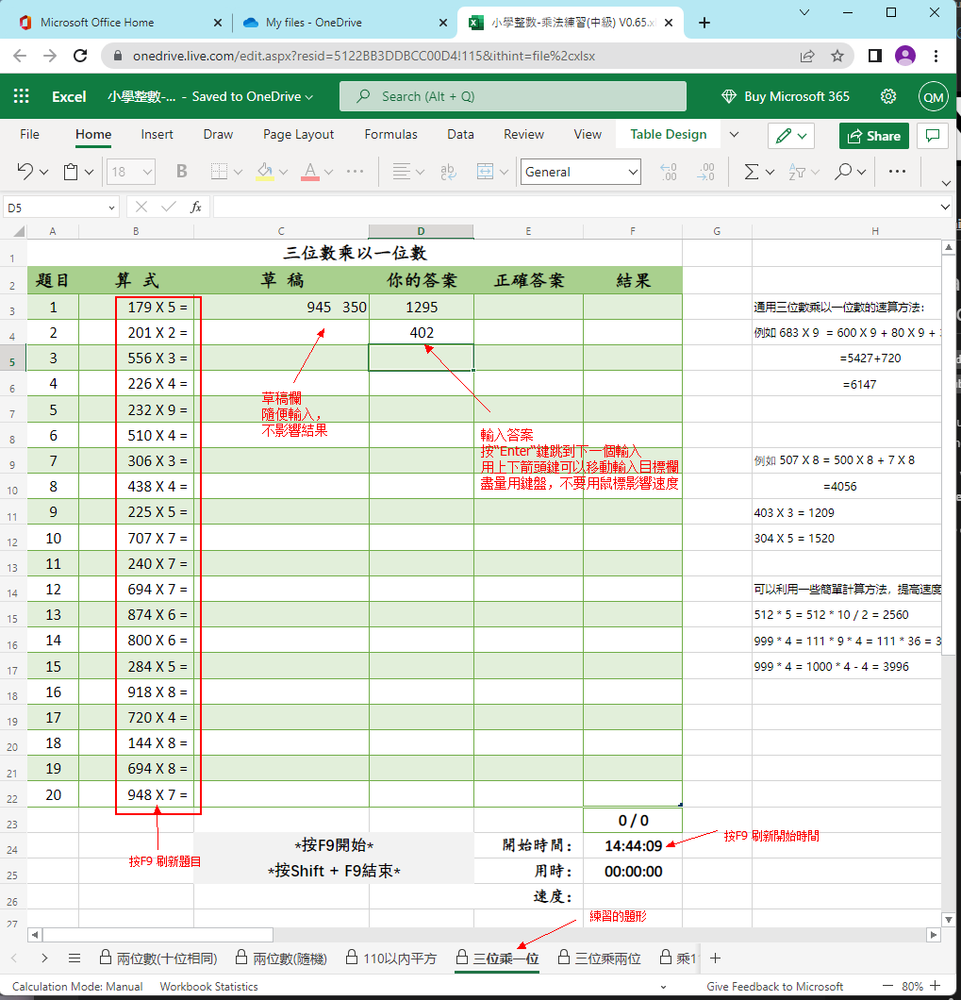 Microsoft Office Home
My files - OneDrive
小學整數-乘法練習(中級) V0.65.x
onedrive.live.com/edit.aspx?resid=5122BB3DDBCC00D4!115&ithint=file%2cxlsx
Excel 小學整數-... - Saved to OneDrive
Search (Alt + Q)
Buy Microsoft 365
QM
File Home Insert Draw Page Layout Formulas Data Review View Table Design
Share
18 B A ab General .00 .00
D5 fx
A B C D E F G H
1 三位數乘以一位數
2 題目 算 式 草 稿 你的答案 正確答案 結果
3 1 179 X 5 = 945 350 1295 通用三位數乘以一位數的速算方法:
4 2 201 X 2 = 402 例如 683 X 9 = 600 X 9 + 80 X 9 +
5 3 556 X 3 = =5427+720
6 4 226 X 4 = =6147
7 5 232 X 9 =
8 6 510 X 4 =
9 7 306 X 3 = 例如 507 X 8 = 500 X 8 + 7 X 8
10 8 438 X 4 = =4056
11 9 225 X 5 = 403 X 3 = 1209
12 10 707 X 7 = 304 X 5 = 1520
13 11 240 X 7 =
14 12 694 X 7 = 可以利用一些簡單計算方法，提高速度
15 13 874 X 6 = 512 * 5 = 512 * 10 / 2 = 2560
16 14 800 X 6 = 999 * 4 = 111 * 9 * 4 = 111 * 36 = 3
17 15 284 X 5 = 999 * 4 = 1000 * 4 - 4 = 3996
18 16 918 X 8 =
19 17 720 X 4 =
20 18 144 X 8 =
21 19 694 X 8 =
22 20 948 X 7 =
23 0 / 0
24 *按F9開始* 開始時間： 14:44:09
25 *按Shift + F9結束* 用時： 00:00:00
26 速度：
27
草稿欄
隨便輸入，
不影響結果
輸入答案
按"Enter"鍵跳到下一個輸入
用上下箭頭鍵可以移動輸入目標欄
盡量用鍵盤，不要用鼠標影響速度
按F9 刷新題目
按F9 刷新開始時間
練習的題形
兩位數(十位相同) 兩位數(隨機) 110以內平方 三位乘一位 三位乘兩位 乘1
Calculation Mode: Manual Workbook Statistics Give Feedback to Microsoft 80%